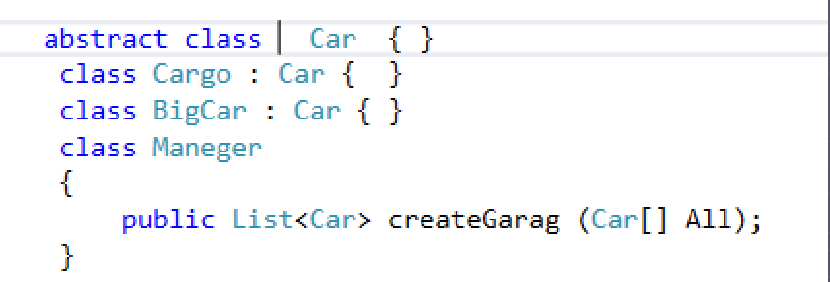 abstract class Car { }
class Cargo : Car { }
class BigCar : Car { }
class Maneger
{
public List<Car> createGarag (Car[] All);
}